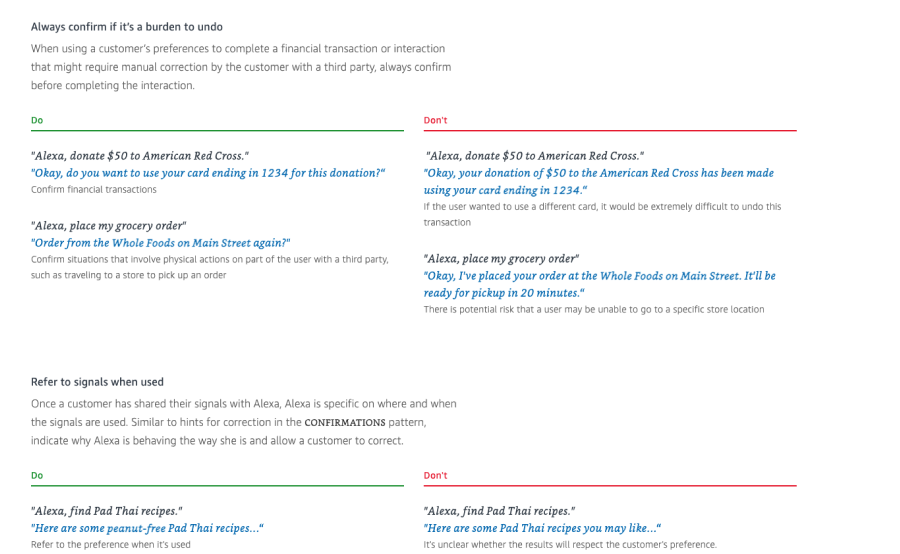 Always confirm if it's a burden to undo
When using a customer's preferences to complete a financial transaction or interaction
that might require manual correction by the customer with a third party, always confirm
before completing the interaction.
Do
"Alexa, donate $50 to American Red Cross."
"Okay, do you want to use your card ending in 1234 for this donation?"
Confirm financial transactions
"Alexa, place my grocery order"
"Order from the Whole Foods on Main Street again?"
Confirm situations that involve physical actions on part of the user with a third party,
such as traveling to a store to pick up an order
Don't
"Alexa, donate $50 to American Red Cross."
"Okay, your donation of $50 to the American Red Cross has been made
using your card ending in 1234."
If the user wanted to use a different card, it would be extremely difficult to undo this
transaction
"Alexa, place my grocery order"
"Okay, I've placed your order at the Whole Foods on Main Street. It'll be
ready for pickup in 20 minutes."
There is potential risk that a user may be unable to go to a specific store location
Refer to signals when used
Once a customer has shared their signals with Alexa, Alexa is specific on where and when
the signals are used. Similar to hints for correction in the CONFIRMATIONS pattern,
indicate why Alexa is behaving the way she is and allow a customer to correct.
Do
"Alexa, find Pad Thai recipes."
"Here are some peanut-free Pad Thai recipes..."
Refer to the preference when it's used
Don't
"Alexa, find Pad Thai recipes."
"Here are some Pad Thai recipes you may like..."
It's unclear whether the results will respect the customer's preference.